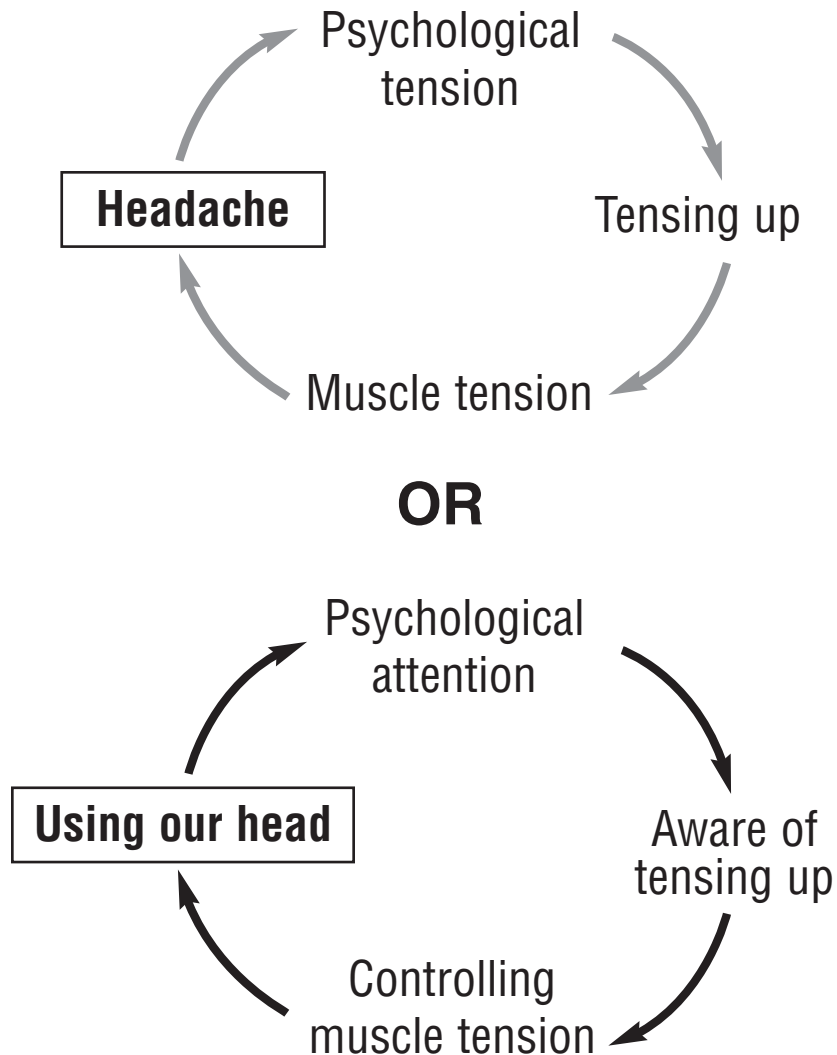 Psychological
tension
Headache
Tensing up
Muscle tension
OR
Psychological
attention
Using our head
Aware of
tensing up
Controlling
muscle tension